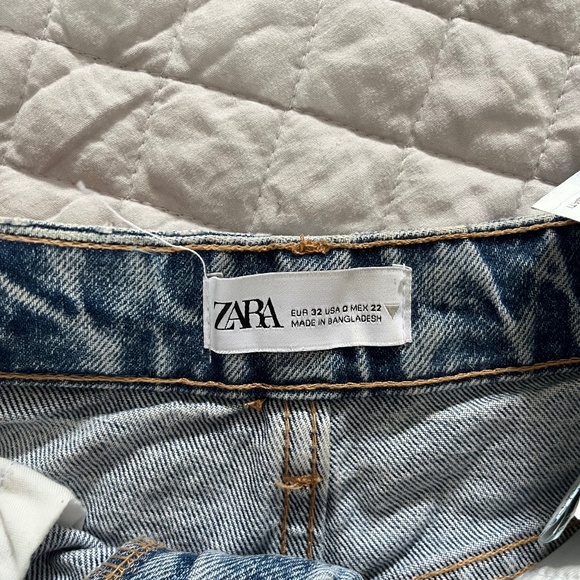 ZARA
EUR 32 USA 0 MEX 22
MADE IN BANGLADESH